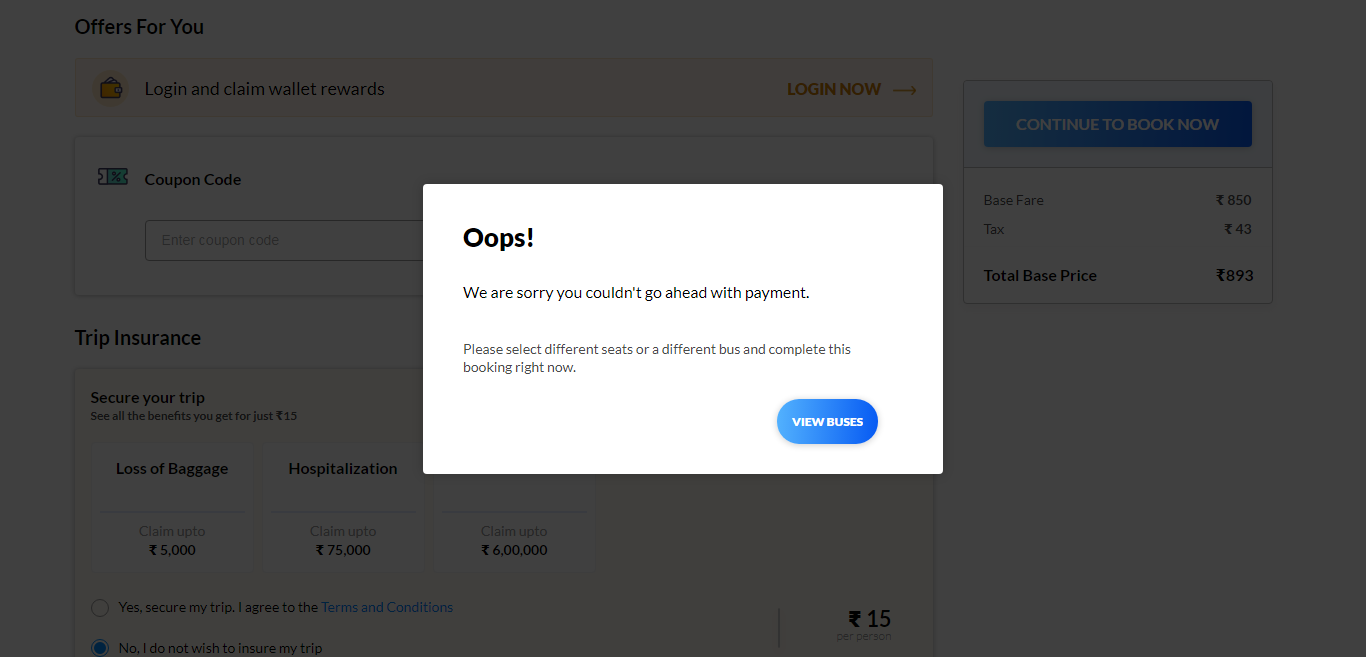 Offers For You
Login and claim wallet rewards
LOGIN NOW
Coupon Code
Enter coupon code
CONTINUE TO BOOK NOW
Base Fare ₹ 850
Tax ₹ 43
Total Base Price ₹893
Oops!
We are sorry you couldn't go ahead with payment.
Please select different seats or a different bus and complete this
booking right now.
VIEW BUSES
Trip Insurance
Secure your trip
See all the benefits you get for just ₹15
Loss of Baggage Hospitalization
Claim upto Claim upto Claim upto
₹ 5,000 ₹ 75,000 ₹ 6,00,000
Yes, secure my trip. I agree to the Terms and Conditions
₹ 15
per person
No, I do not wish to insure my trip